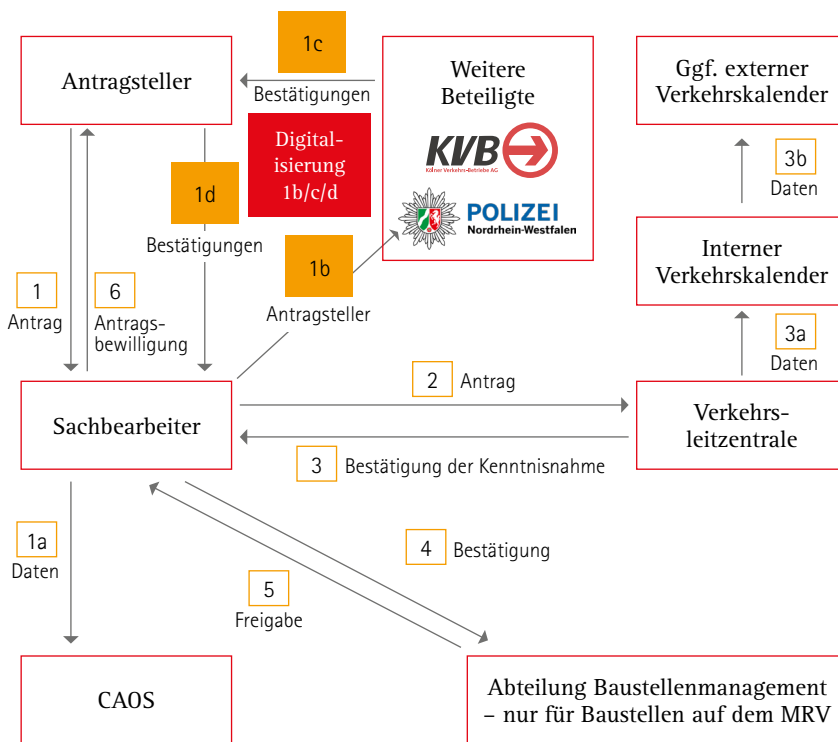 Antragsteller
1c
Bestätigungen
Weitere
Beteiligte
KVB
Kölner Verkehrs-Betriebe AG
POLIZEI
Nordrhein-Westfalen
Ggf. externer
Verkehrskalender
Digital-
isierung
1b/c/d
3b
Daten
1d
Bestätigungen
1b
Antragsteller
Interner
Verkehrskalender
1
Antrag
6
Antrags-
bewilligung
3a
Daten
2 Antrag
Sachbearbeiter
Verkehrs-
leitzentrale
3 Bestätigung der Kenntnisnahme
1a
Daten
4 Bestätigung
5
Freigabe
CAOS
Abteilung Baustellenmanagement
– nur für Baustellen auf dem MRV